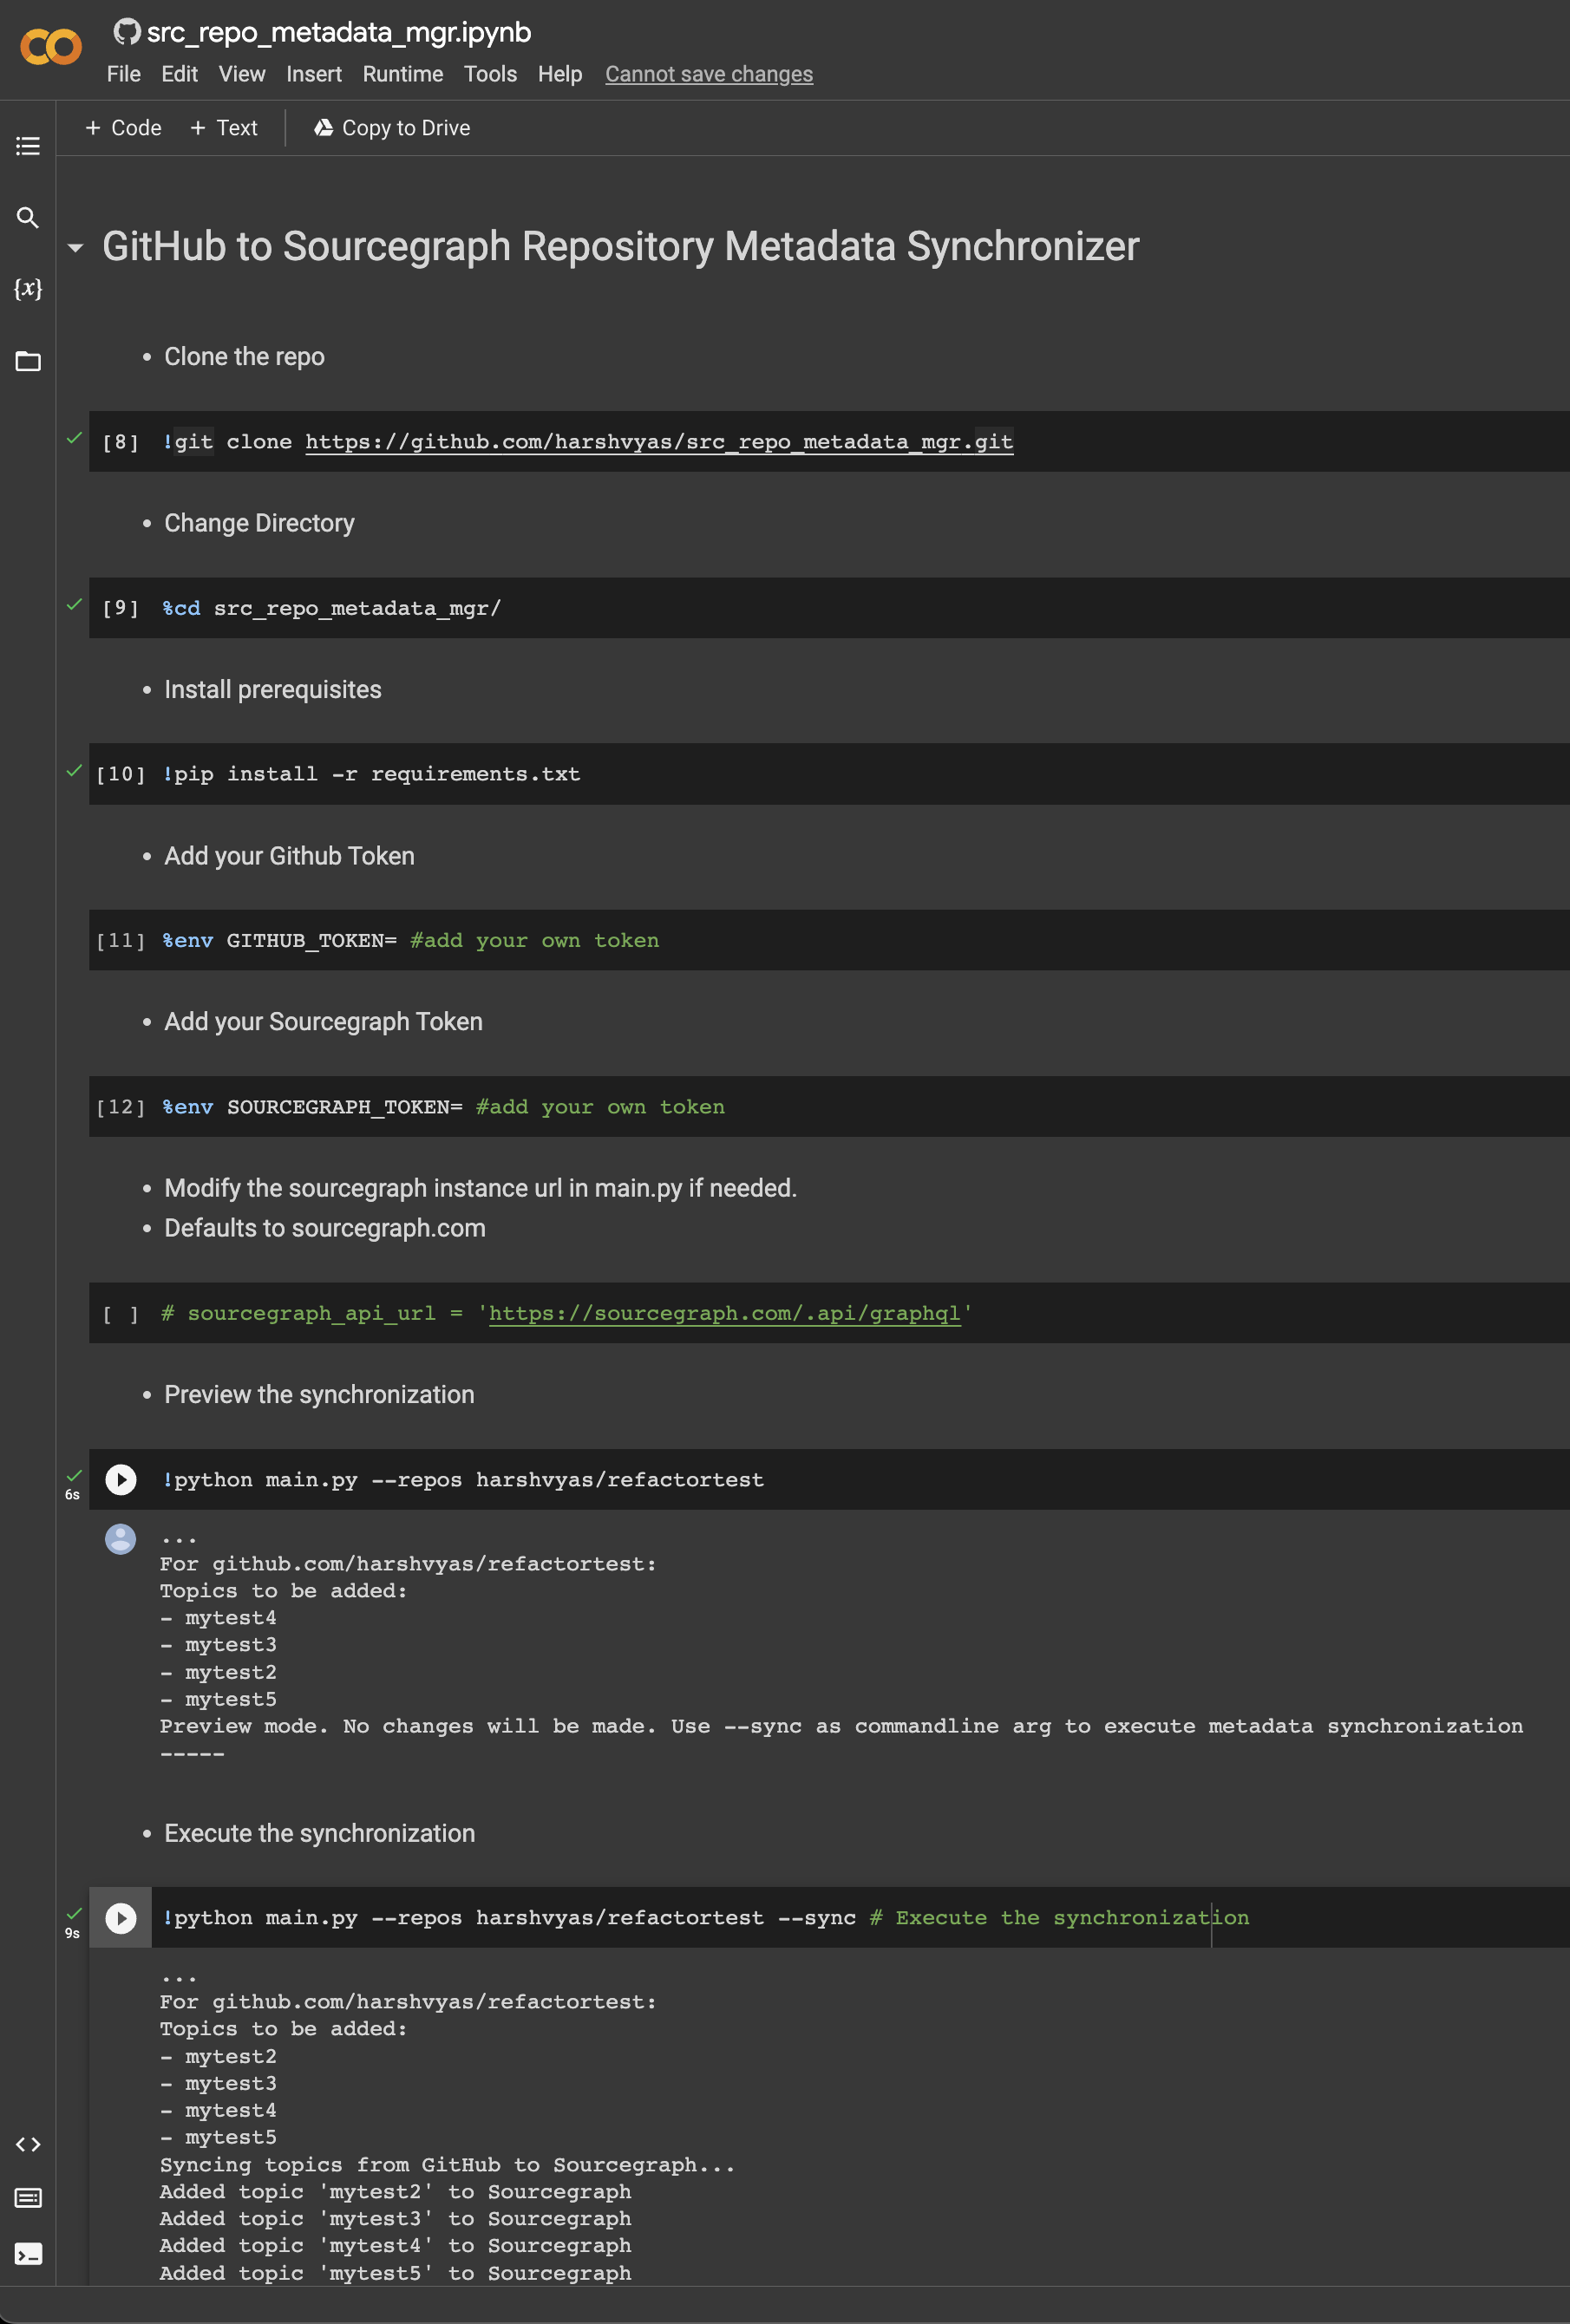 src_repo_metadata_mgr.ipynb
File Edit View Insert Runtime Tools Help Cannot save changes
+ Code + Text Copy to Drive
GitHub to Sourcegraph Repository Metadata Synchronizer
{x}
• Clone the repo
[8] !git clone https://github.com/harshvyas/src_repo_metadata_mgr.git
• Change Directory
[9] %cd src_repo_metadata_mgr/
• Install prerequisites
[10] !pip install -r requirements.txt
• Add your Github Token
[11] %env GITHUB_TOKEN= #add your own token
• Add your Sourcegraph Token
[12] %env SOURCEGRAPH_TOKEN= #add your own token
• Modify the sourcegraph instance url in main.py if needed.
• Defaults to sourcegraph.com
[ ] # sourcegraph_api_url = 'https://sourcegraph.com/.api/graphql'
• Preview the synchronization
!python main.py --repos harshvyas/refactortest
6s
...
For github.com/harshvyas/refactortest:
Topics to be added:
- mytest4
- mytest3
- mytest2
- mytest5
Preview mode. No changes will be made. Use --sync as commandline arg to execute metadata synchronization
-----
• Execute the synchronization
!python main.py --repos harshvyas/refactortest --sync # Execute the synchronization
9s
...
For github.com/harshvyas/refactortest:
Topics to be added:
- mytest2
- mytest3
- mytest4
- mytest5
Syncing topics from GitHub to Sourcegraph...
Added topic 'mytest2' to Sourcegraph
Added topic 'mytest3' to Sourcegraph
Added topic 'mytest4' to Sourcegraph
Added topic 'mytest5' to Sourcegraph